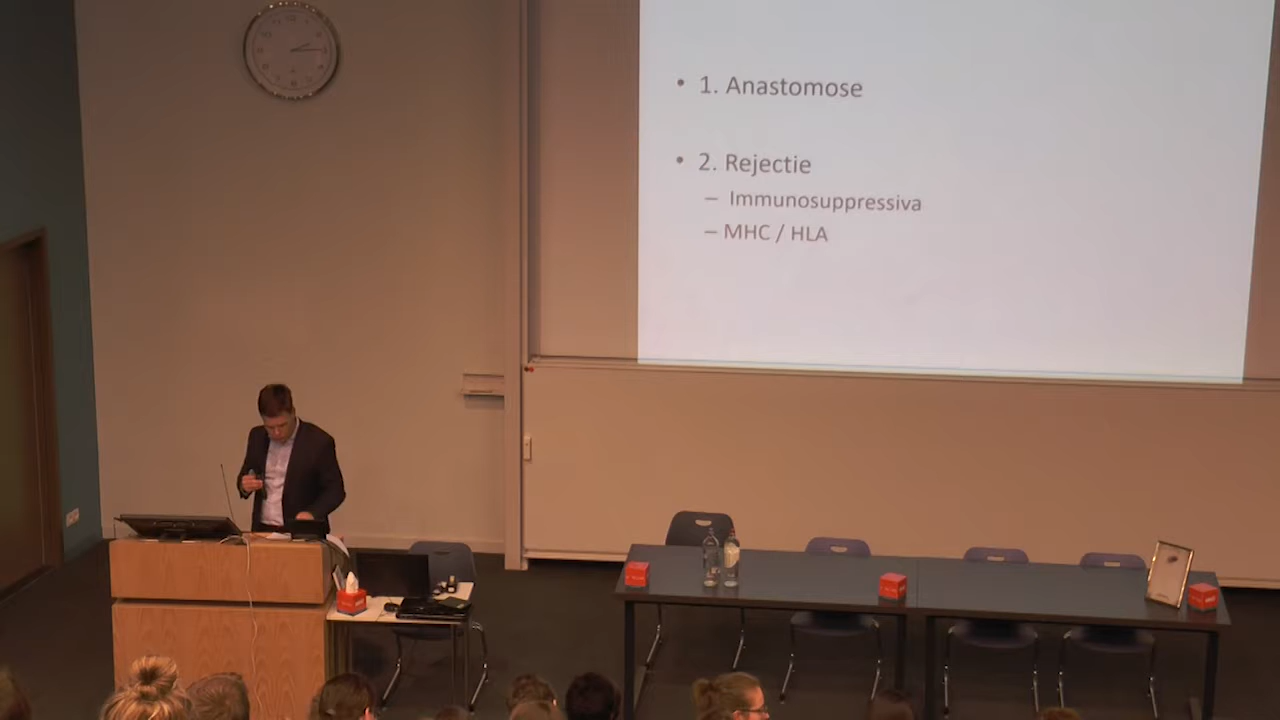 • 1. Anastomose
• 2. Rejectie
– Immunosuppressiva
– MHC / HLA